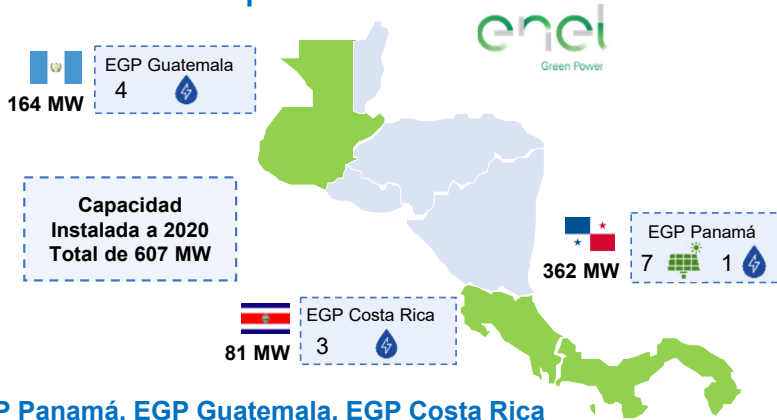 enel
Green Power
EGP Guatemala
4
164 MW
Capacidad
Instalada a 2020
Total de 607 MW
EGP Panamá
7 1
362 MW
EGP Costa Rica
3
81 MW
Panamá, EGP Guatemala, EGP Costa Rica